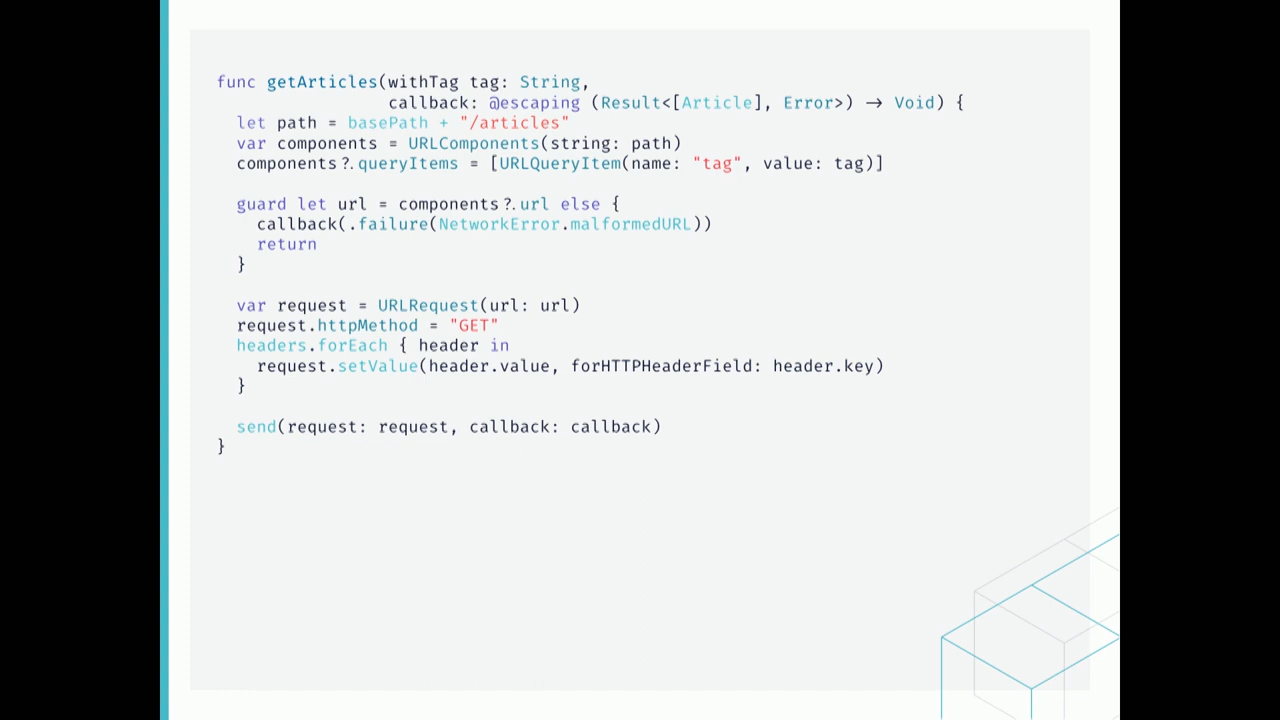 func getArticles(withTag tag: String,
callback: @escaping (Result<[Article], Error>) → Void) {
let path = basePath + "/articles"
var components = URLComponents(string: path)
components?.queryItems = [URLQueryItem(name: "tag", value: tag)]
guard let url = components?.url else {
callback(.failure(NetworkError.malformedURL))
return
}
var request = URLRequest(url: url)
request.httpMethod = "GET"
headers.forEach { header in
request.setValue(header.value, forHTTPHeaderField: header.key)
}
send(request: request, callback: callback)
}